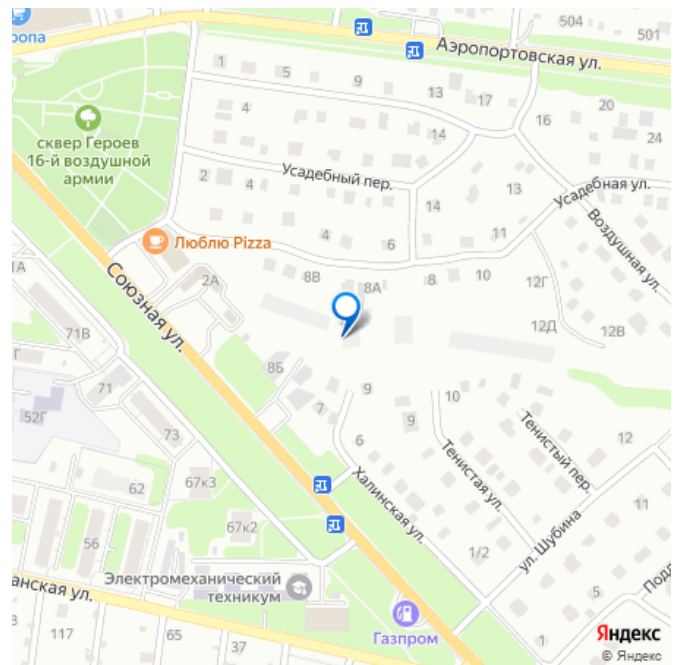 504
501
ропа
Аэропортовская ул.
1
5
9
13
17
20
4
16
24
14
сквер Героев
16-й воздушной
армии
Усадебный пер.
2
4
13
Усадебная ул.
14
Воздушная ул.
Люблю Pizza
4
6
11
1А
Союзная ул.
2А
8В
8А
8
10
12Г
71В
12Д
12В
Г
8Б
71
9
10
52Г
7
9
Тенистый пер.
73
6
12
Тенистая ул.
67к3
62
Халинская ул.
11
67к2
ул. Шубина
56
1/2
Электромеханический
техникум
5
Подл
анская ул.
8
117
65
37
Газпром
1
Яндекс
© Яндекс